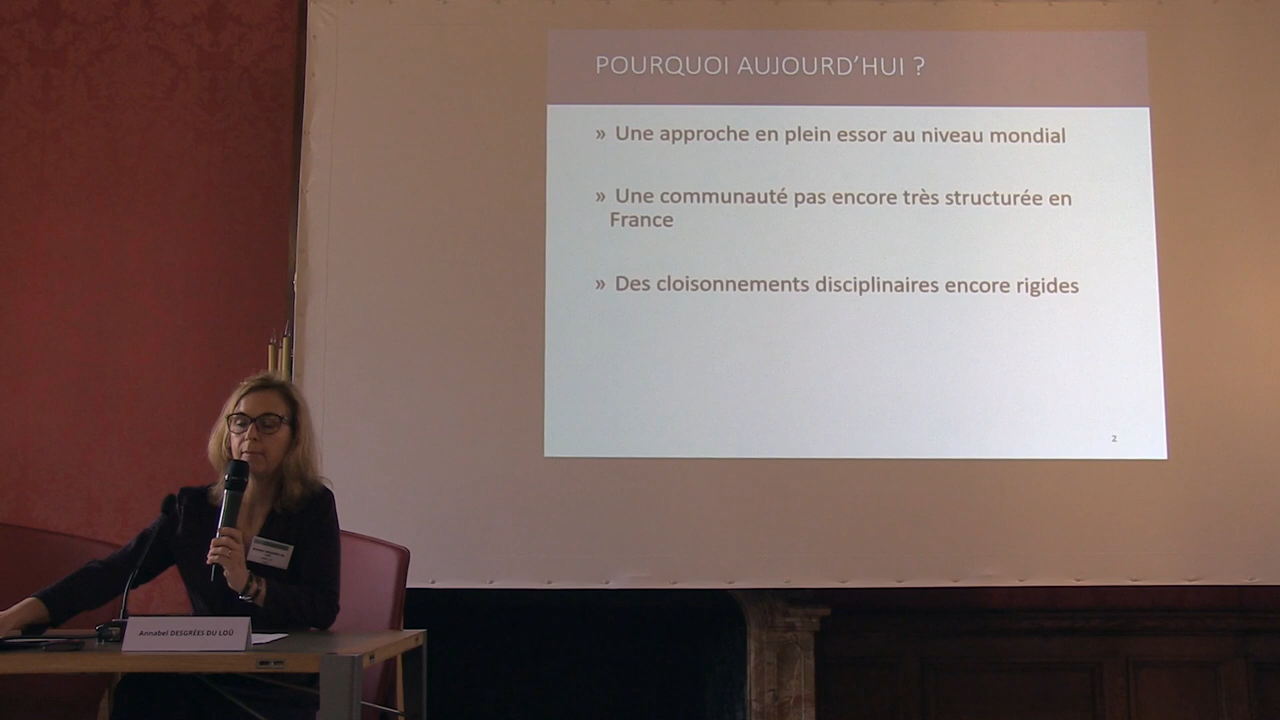 POURQUOI AUJOURD'HUI ?
» Une approche en plein essor au niveau mondial
» Une communauté pas encore très structurée en
France
» Des cloisonnements disciplinaires encore rigides
2
Annabel DESGRÉES DU LOÛ